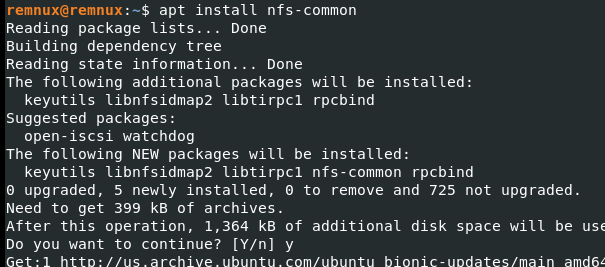 remnux@remnux:~$ apt install nfs-common
Reading package lists... Done
Building dependency tree
Reading state information... Done
The following additional packages will be installed:
  keyutils libnfsidmap2 libtirpc1 rpcbind
Suggested packages:
  open-iscsi watchdog
The following NEW packages will be installed:
  keyutils libnfsidmap2 libtirpc1 nfs-common rpcbind
0 upgraded, 5 newly installed, 0 to remove and 725 not upgraded.
Need to get 399 kB of archives.
After this operation, 1,364 kB of additional disk space will be use
Do you want to continue? [Y/n] y
Get:1 http://us.archive.ubuntu.com/ubuntu bionic-updates/main amd64